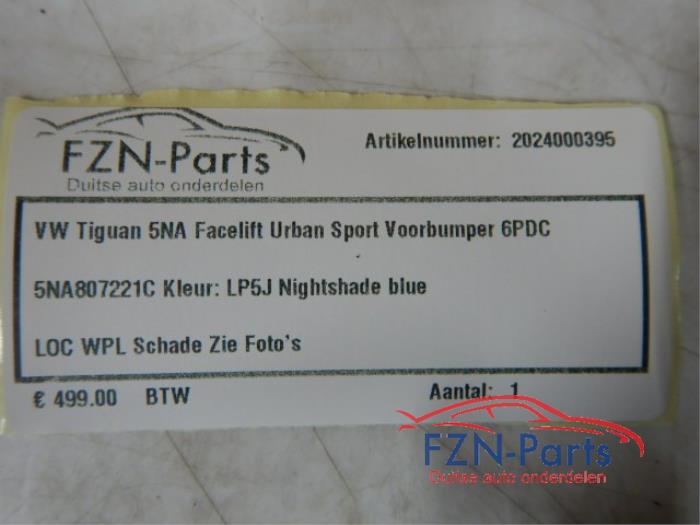 FZN-Parts
Duitse auto onderdelen
Artikelnummer: 2024000395
VW Tiguan 5NA Facelift Urban Sport Voorbumper 6PDC
5NA807221C Kleur: LP5J Nightshade blue
LOC WPL Schade Zie Foto's
€ 499.00 BTW Aantal: 1
FZN-Parts
Duitse auto onderdelen